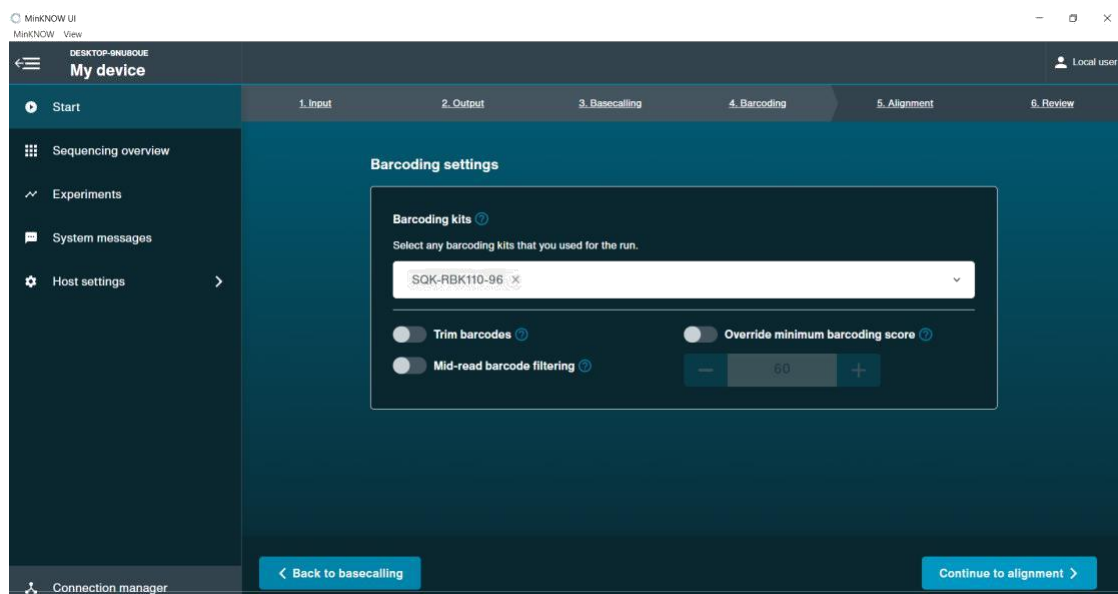 MinKNOW UI
MinKNOW View
DESKTOP-9NU8OUE
My device
Local user
Start
Sequencing overview
Experiments
System messages
Host settings
Connection manager
1. Input
2. Output
3. Basecalling
4. Barcoding
5. Alignment
6. Review
Barcoding settings
Barcoding kits ?
Select any barcoding kits that you used for the run.
SQK-RBK110-96 ×
Trim barcodes ?
Override minimum barcoding score ?
Mid-read barcode filtering ?
60
Back to basecalling
Continue to alignment